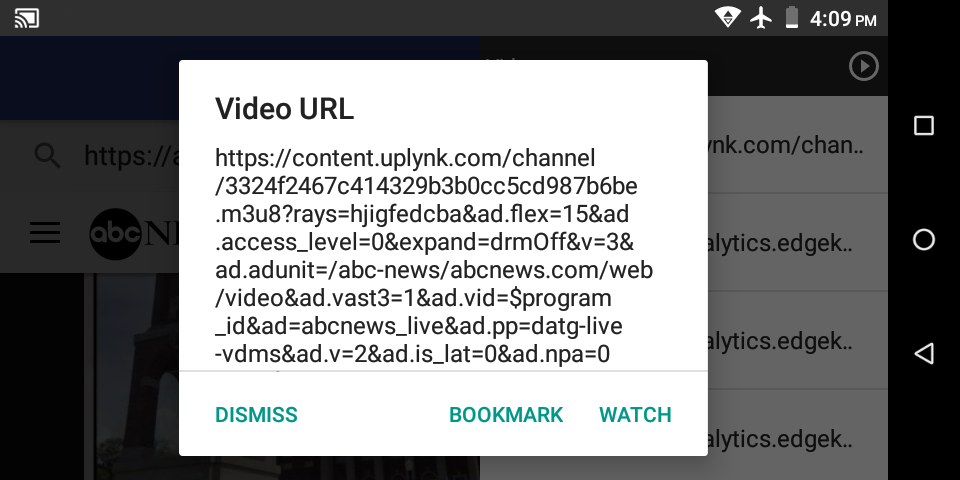 4:09 PM
Video URL
https://content.uplynk.com/channel
/3324f2467c414329b3b0cc5cd987b6be
.m3u8?rays=hjigfedcba&ad.flex=15&ad
.access_level=0&expand=drmOff&v=3&
ad.adunit=/abc-news/abcnews.com/web
/video&ad.vast3=1&ad.vid=$program
_id&ad=abcnews_live&ad.pp=datg-live
-vdms&ad.v=2&ad.is_lat=0&ad.npa=0
DISMISS BOOKMARK WATCH
https://a
abc N
ynk.com/chan..
alytics.edgek..
alytics.edgek..
alytics.edgek..